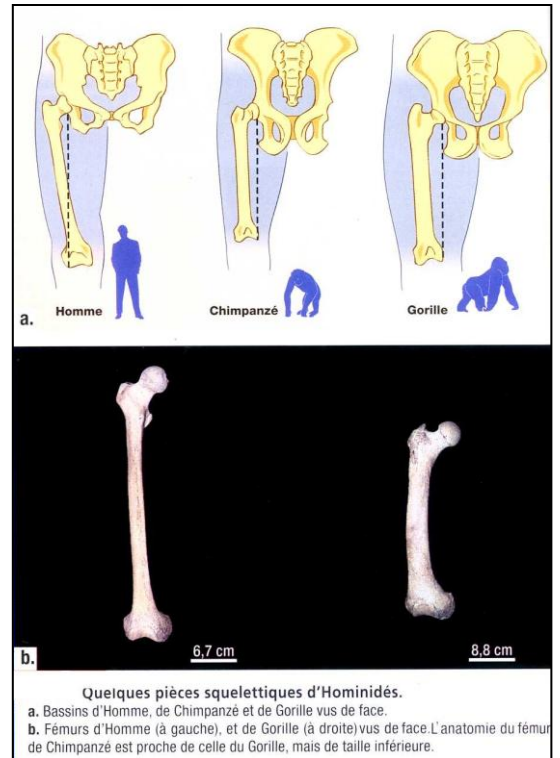 a.
Homme
Chimpanzé
Gorille
b.
6,7 cm
8,8 cm
Quelques pièces squelettiques d'Hominidés.
a. Bassins d'Homme, de Chimpanzé et de Gorille vus de face.
b. Fémurs d'Homme (à gauche), et de Gorille (à droite) vus de face.L'anatomie du fémur
de Chimpanzé est proche de celle du Gorille, mais de taille inférieure.